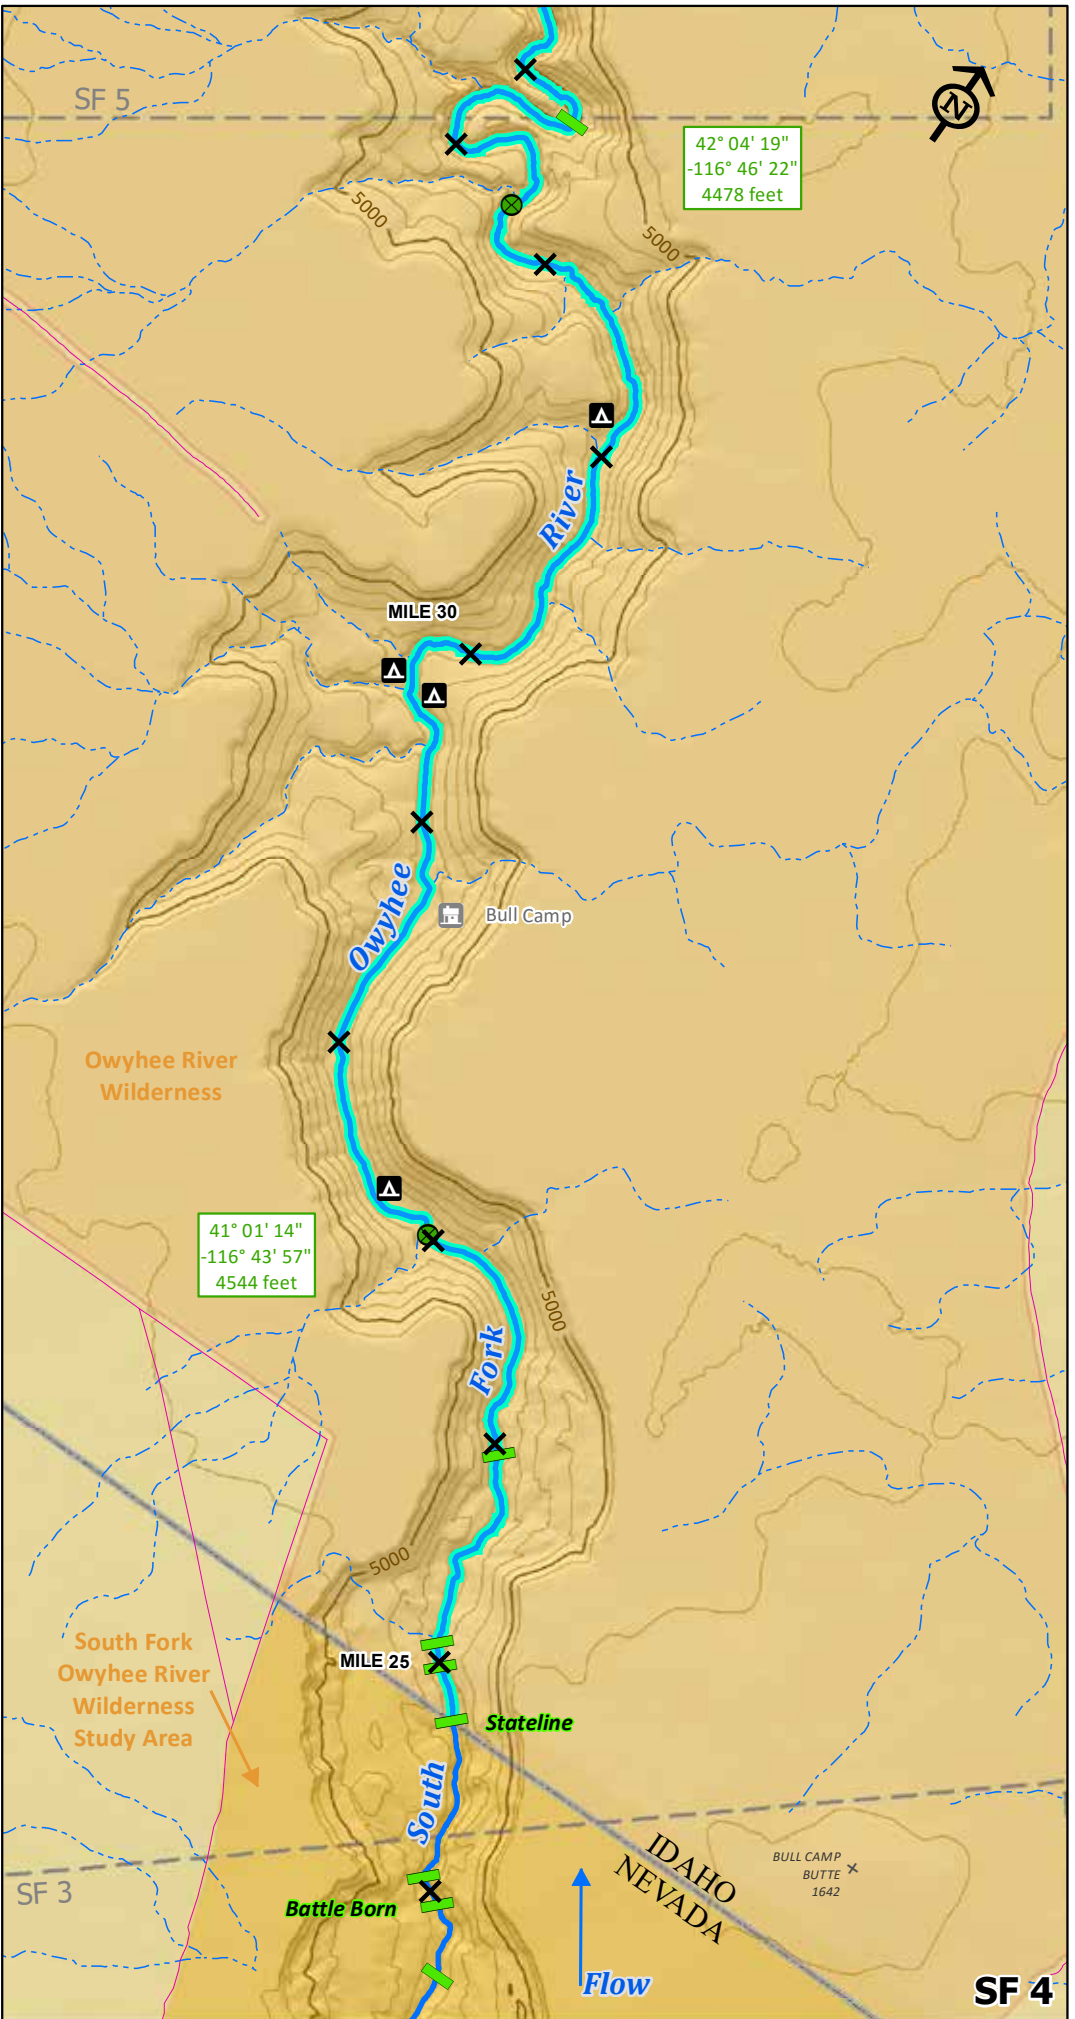 SF 5
N
42° 04' 19"
-116° 46' 22"
4478 feet
5000
5000
River
MILE 30
Owyhee
Bull Camp
Owyhee River
Wilderness
41° 01' 14"
-116° 43' 57"
4544 feet
5000
Fork
5000
South Fork
Owyhee River
Wilderness
Study Area
MILE 25
Stateline
South
IDAHO
NEVADA
BULL CAMP
BUTTE
1642
SF 3
Battle Born
Flow
SF 4